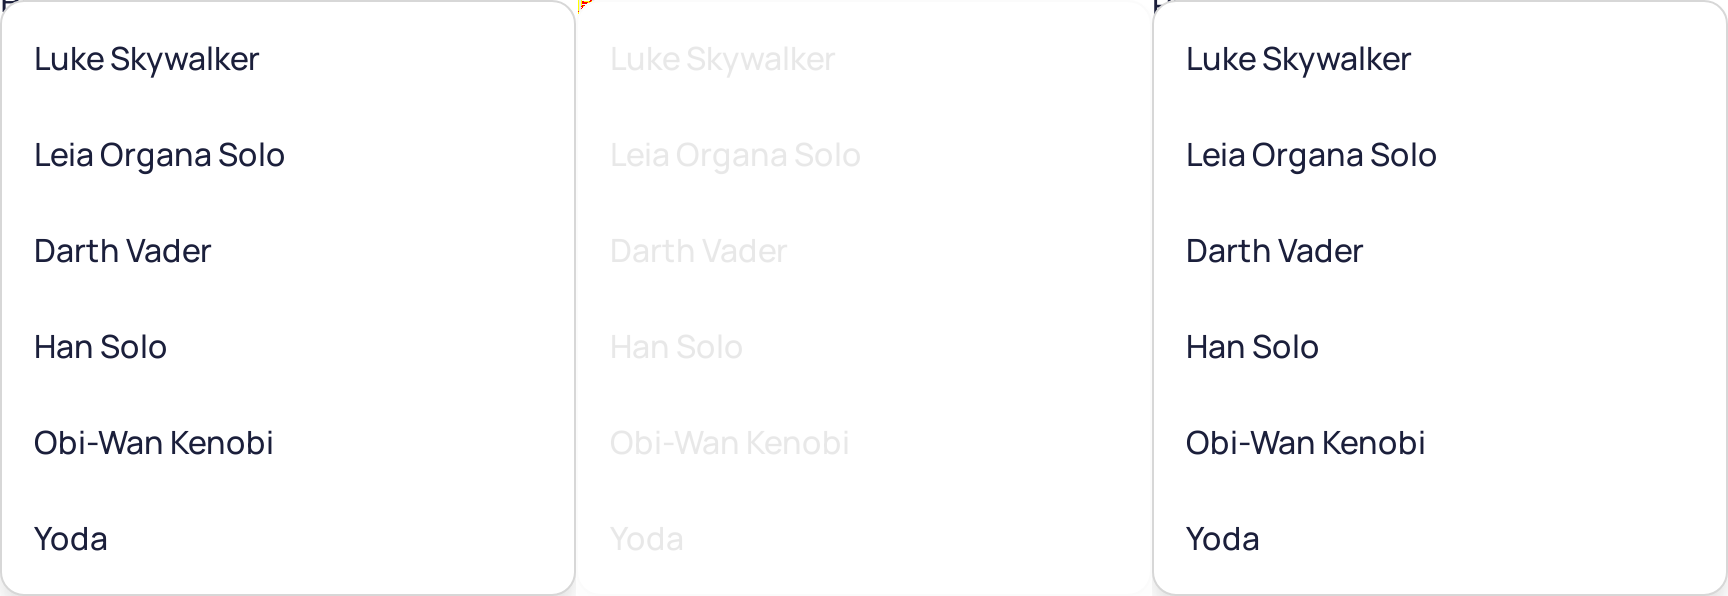 Luke Skywalker
Leia Organa Solo
Darth Vader
Han Solo
Obi-Wan Kenobi
Yoda
Luke Skywalker
Leia Organa Solo
Darth Vader
Han Solo
Obi-Wan Kenobi
Yoda
Luke Skywalker
Leia Organa Solo
Darth Vader
Han Solo
Obi-Wan Kenobi
Yoda